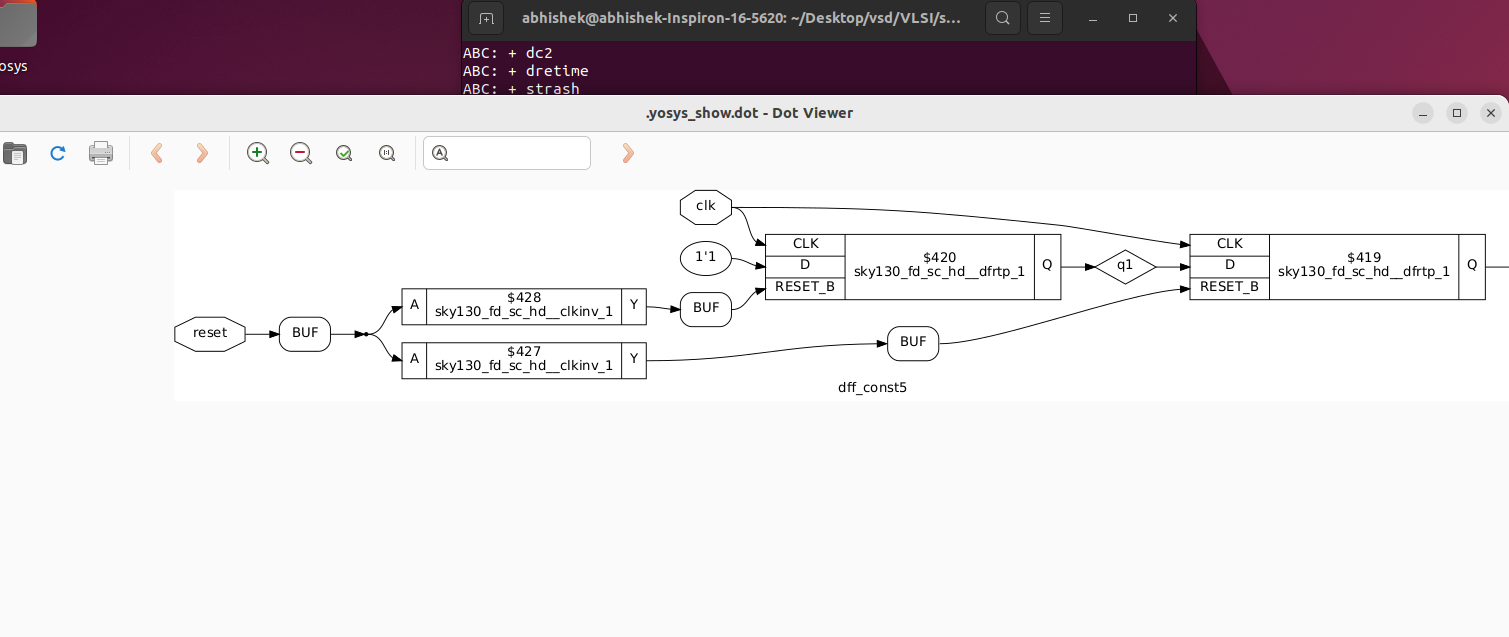 osys
abhishek@abhishek-Inspiron-16-5620: ~/Desktop/vsd/VLSI/s...
ABC: + dc2
ABC: + dretime
ABC: + strash
.yosys_show.dot - Dot Viewer
clk
1'1
CLK
D
RESET_B
$420
sky130_fd_sc_hd__dfrtp_1
Q
q1
CLK
D
RESET_B
$419
sky130_fd_sc_hd__dfrtp_1
Q
reset
BUF
A
$428
sky130_fd_sc_hd__clkinv_1
Y
BUF
A
$427
sky130_fd_sc_hd__clkinv_1
Y
BUF
dff_const5